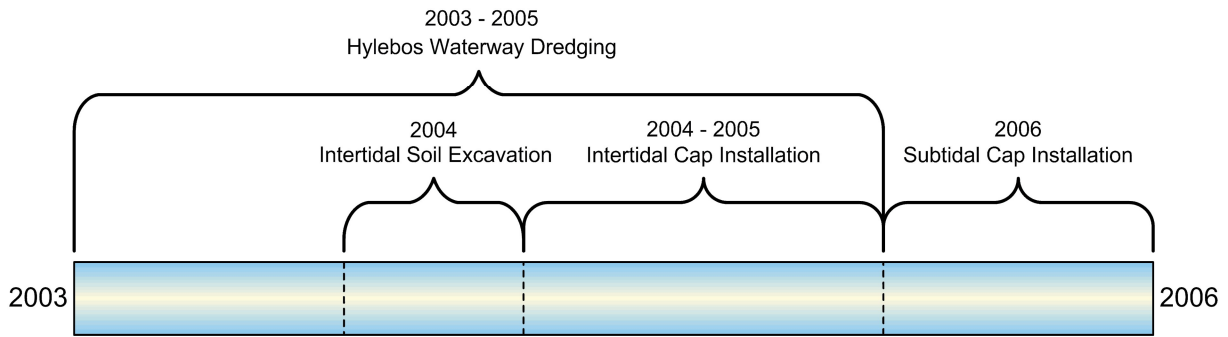 2003 - 2005
Hylebos Waterway Dredging
2004
Intertidal Soil Excavation
2004 - 2005
Intertidal Cap Installation
2006
Subtidal Cap Installation
2003
2006